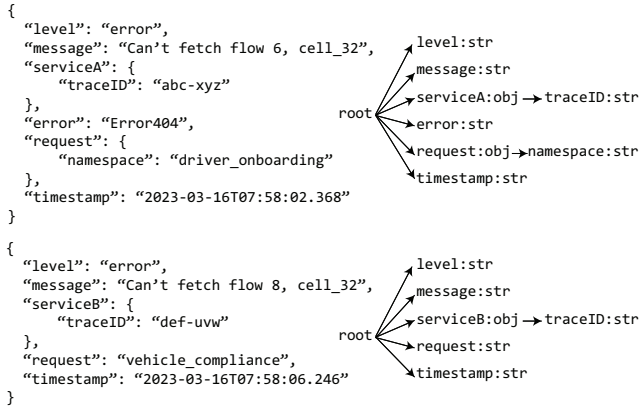 {
“level”: “error”,
“message”: “Can’t fetch flow 6, cell_32”,
“serviceA”: {
“traceID”: “abc-xyz”
},
“error”: “Error404”,
“request”: {
“namespace”: “driver_onboarding”
},
“timestamp”: “2023-03-16T07:58:02.368”
}
root
level:str
message:str
serviceA:obj traceID:str
error:str
request:obj namespace:str
timestamp:str
{
“level”: “error”,
“message”: “Can’t fetch flow 8, cell_32”,
“serviceB”: {
“traceID”: “def-uvw”
},
“request”: “vehicle_compliance”,
“timestamp”: “2023-03-16T07:58:06.246”
}
root
level:str
message:str
serviceB:obj traceID:str
request:str
timestamp:str